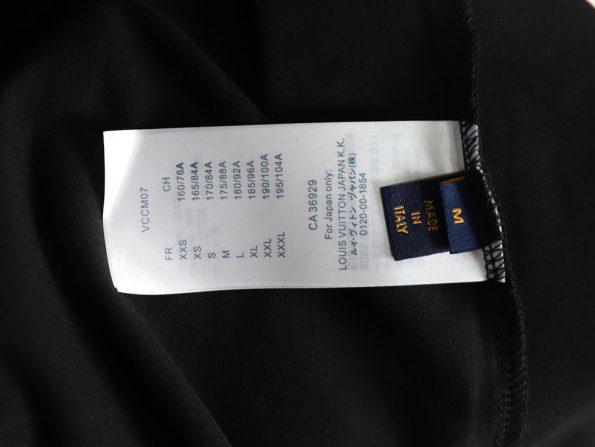 VCCM07
FR CH
XXS 160/76A
XS 165/84A
S 170/84A
M 175/88A
L 180/92A
XL 185/96A
XXL 190/100A
XXXL 195/104A
CA 36929
For Japan only:
LOUIS VUITTON JAPAN K.K.
ルイ・ヴィトン ジャパン(株)
0120-00-1854
MADE
IN
ITALY
M